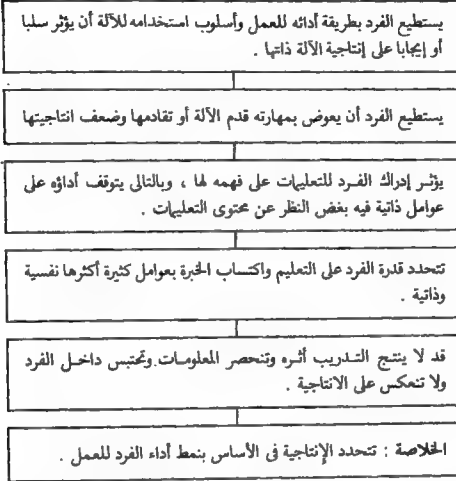 يستطيع الفرد بطريقة أدائه للعمل وأسلوب استخدامه للآلة أن يؤثر سلبا
أو إيجابا على إنتاجية الآلة ذاتها .
يستطيع الفرد أن يعوض بمهارته قدم الآلة أو تقادمها وضعف انتاجيتها
يؤثر إدراك الفرد للتعليمات على فهمه لها ، وبالتالى يتوقف أداؤه على
عوامل ذاتية فيه بغض النظر عن محتوى التعليمات .
تتحدد قدرة الفرد على التعليم واكتساب الخبرة بعوامل كثيرة أكثرها نفسية
وذاتية .
قد لا ينتج التدريب أثره وتنحصر المعلومات وتحتبس داخل الفرد
ولا تنعكس على الانتاجية .
الخلاصة : تتحدد الإنتاجية فى الأساس بنمط أداء الفرد للعمل .